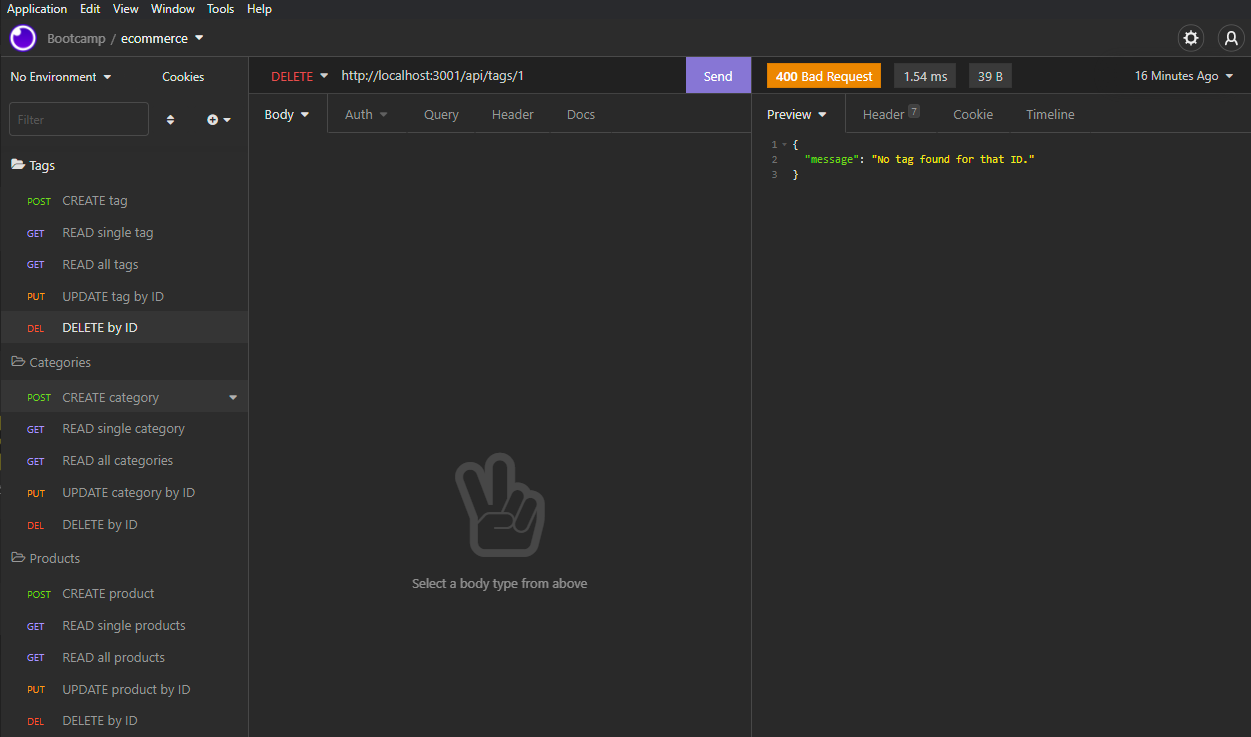 Application Edit View Window Tools Help
Bootcamp / ecommerce
No Environment Cookies
Filter
Tags
POST CREATE tag
GET READ single tag
GET READ all tags
PUT UPDATE tag by ID
DEL DELETE by ID
Categories
POST CREATE category
GET READ single category
GET READ all categories
PUT UPDATE category by ID
DEL DELETE by ID
Products
POST CREATE product
GET READ single products
GET READ all products
PUT UPDATE product by ID
DEL DELETE by ID
DELETE http://localhost:3001/api/tags/1 Send
Body Auth Query Header Docs
Select a body type from above
400 Bad Request 1.54 ms 39 B 16 Minutes Ago
Preview Header 7 Cookie Timeline
1 {
2 "message": "No tag found for that ID."
3 }